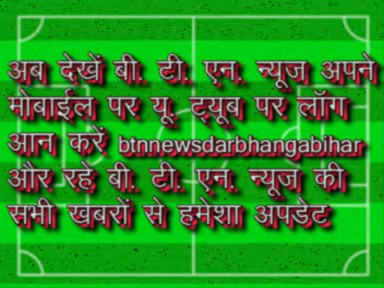 अब देखें बी. टी. एन. न्यूज अपने
मोबाईल पर यू. ट्यूब पर लॉग
आन करें btnnewsdarbhangabihar
और रहे बी. टी. एन. न्यूज की
सभी खबरों से हमेशा अपडेट